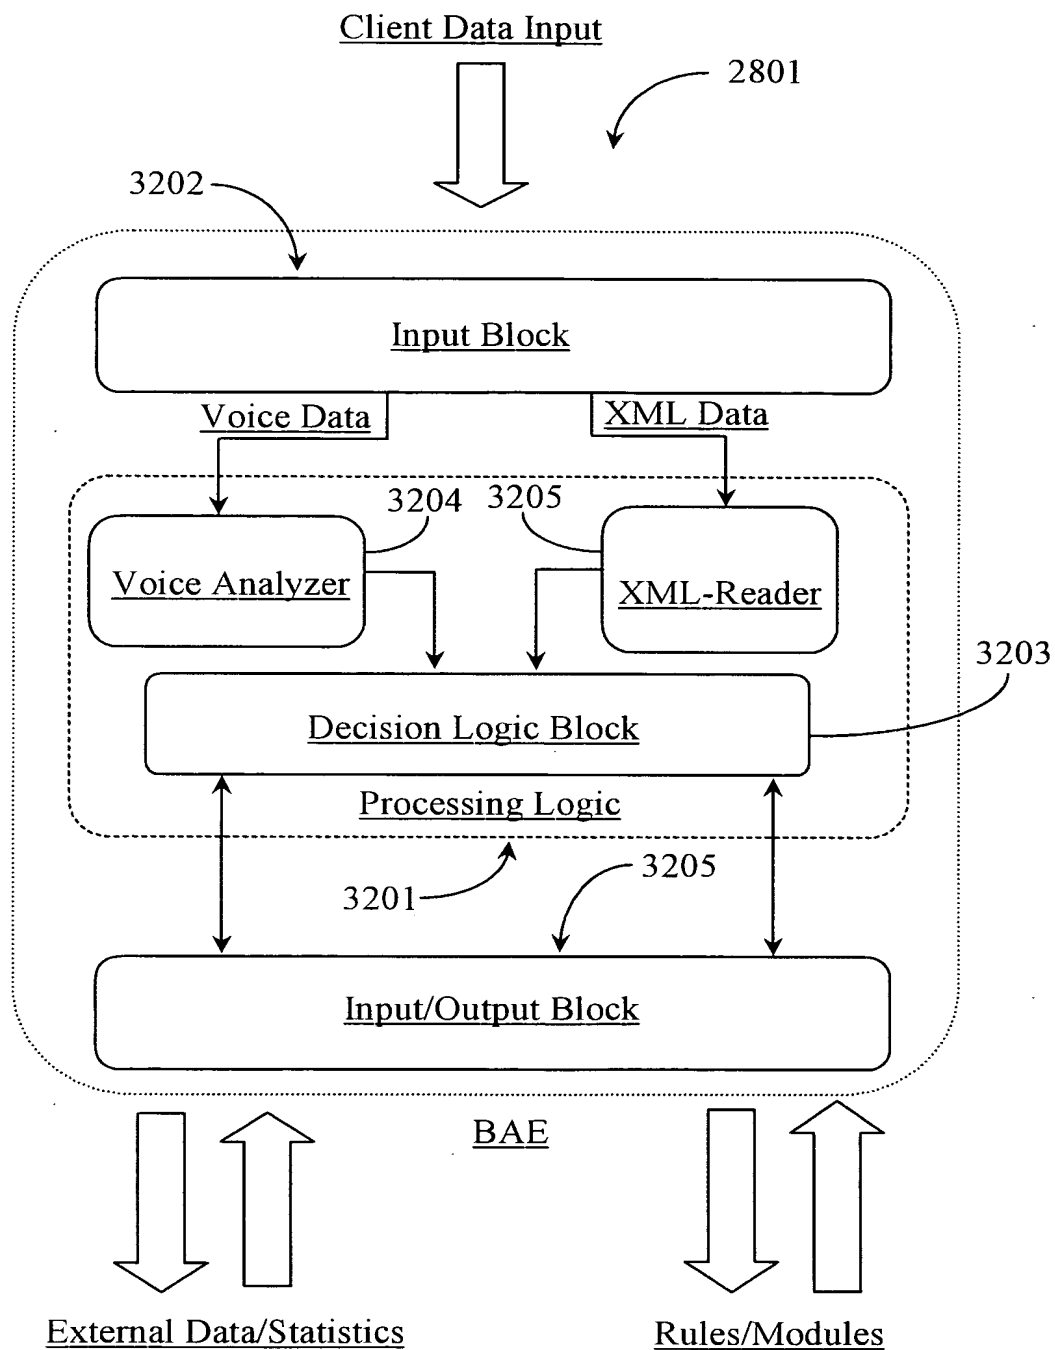 Client Data Input
2801
3202
Input Block
Voice Data
XML Data
3204
3205
Voice Analyzer
XML-Reader
3203
Decision Logic Block
Processing Logic
3201
3205
Input/Output Block
BAE
External Data/Statistics
Rules/Modules